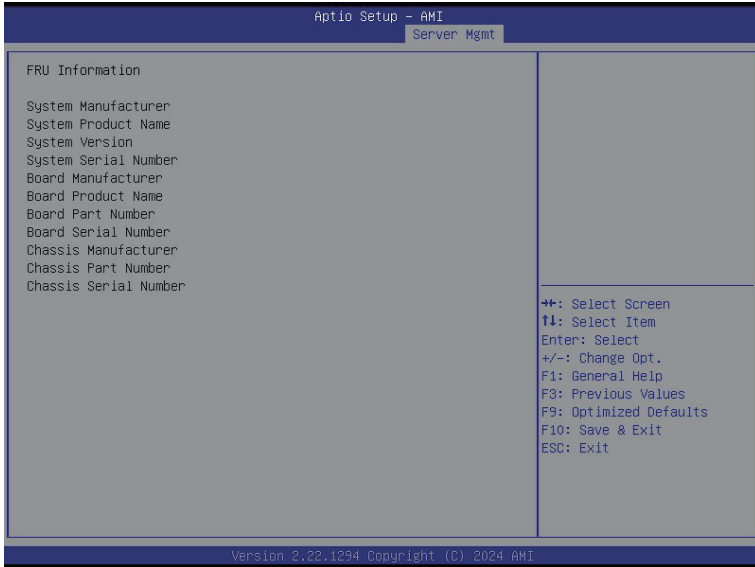 Aptio Setup – AMI
Server Mgmt
FRU Information
System Manufacturer
System Product Name
System Version
System Serial Number
Board Manufacturer
Board Product Name
Board Part Number
Board Serial Number
Chassis Manufacturer
Chassis Part Number
Chassis Serial Number
→←: Select Screen
↑↓: Select Item
Enter: Select
+/-: Change Opt.
F1: General Help
F3: Previous Values
F9: Optimized Defaults
F10: Save & Exit
ESC: Exit
Version 2.22.1294 Copyright (C) 2024 AMI